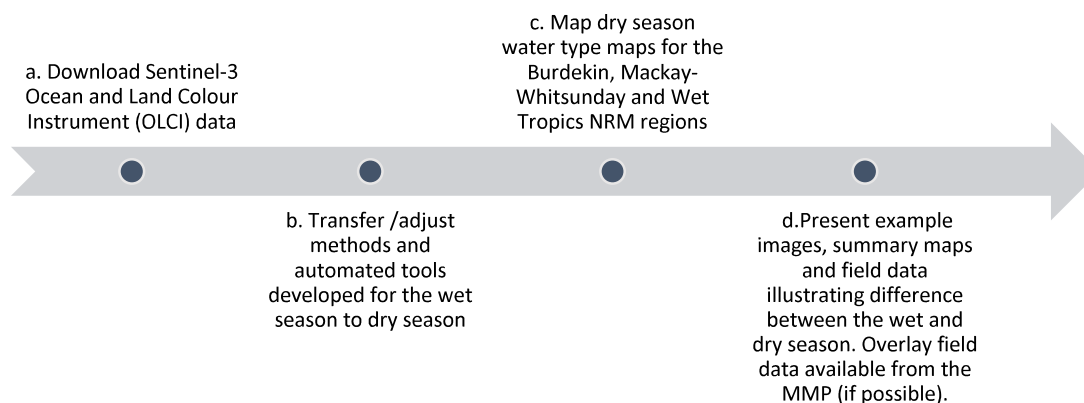 a. Download Sentinel-3
Ocean and Land Colour
Instrument (OLCI) data
b. Transfer /adjust
methods and
automated tools
developed for the wet
season to dry season
c. Map dry season
water type maps for the
Burdekin, Mackay-
Whitsunday and Wet
Tropics NRM regions
d.Present example
images, summary maps
and field data
illustrating difference
between the wet and
dry season. Overlay field
data available from the
MMP (if possible).